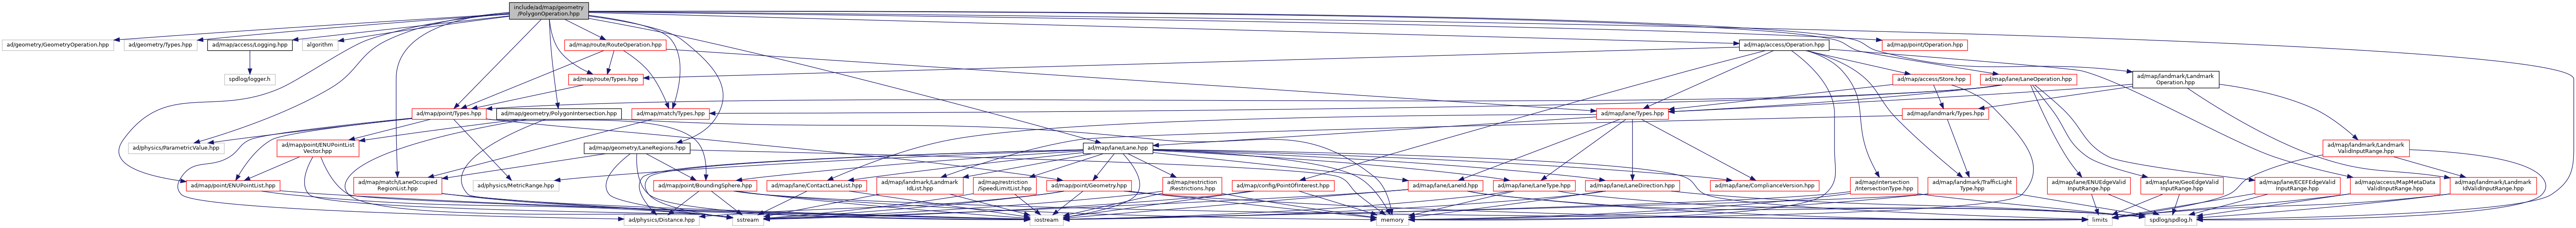 include/ad/map/geometry
/PolygonOperation.hpp
ad/geometry/GeometryOperation.hpp
ad/geometry/Types.hpp
ad/map/access/Logging.hpp
algorithm
ad/map/route/RouteOperation.hpp
ad/map/access/Operation.hpp
ad/map/point/Operation.hpp
spdlog/logger.h
ad/map/route/Types.hpp
ad/map/access/Store.hpp
ad/map/lane/LaneOperation.hpp
ad/map/landmark/Landmark
Operation.hpp
ad/map/point/Types.hpp
ad/map/geometry/PolygonIntersection.hpp
ad/map/match/Types.hpp
ad/map/lane/Types.hpp
ad/map/landmark/Types.hpp
ad/physics/ParametricValue.hpp
ad/map/point/ENUPointList
Vector.hpp
ad/map/geometry/LaneRegions.hpp
ad/map/lane/Lane.hpp
ad/map/landmark/Landmark
ValidInputRange.hpp
ad/map/point/ENUPointList.hpp
ad/map/match/LaneOccupied
RegionList.hpp
ad/physics/MetricRange.hpp
ad/map/point/BoundingSphere.hpp
ad/map/lane/ContactLaneList.hpp
ad/map/landmark/Landmark
IdList.hpp
ad/map/restriction
/SpeedLimitList.hpp
ad/map/point/Geometry.hpp
ad/map/restriction
/Restrictions.hpp
ad/map/config/PointOfInterest.hpp
ad/map/lane/LaneId.hpp
ad/map/lane/LaneType.hpp
ad/map/lane/LaneDirection.hpp
ad/map/lane/ComplianceVersion.hpp
ad/map/intersection
/IntersectionType.hpp
ad/map/landmark/TrafficLight
Type.hpp
ad/map/lane/ENUEdgeValid
InputRange.hpp
ad/map/lane/GeoEdgeValid
InputRange.hpp
ad/map/lane/ECEFEdgeValid
InputRange.hpp
ad/map/access/MapMetaData
ValidInputRange.hpp
ad/map/landmark/Landmark
IdValidInputRange.hpp
ad/physics/Distance.hpp
sstream
iostream
memory
limits
spdlog/spdlog.h